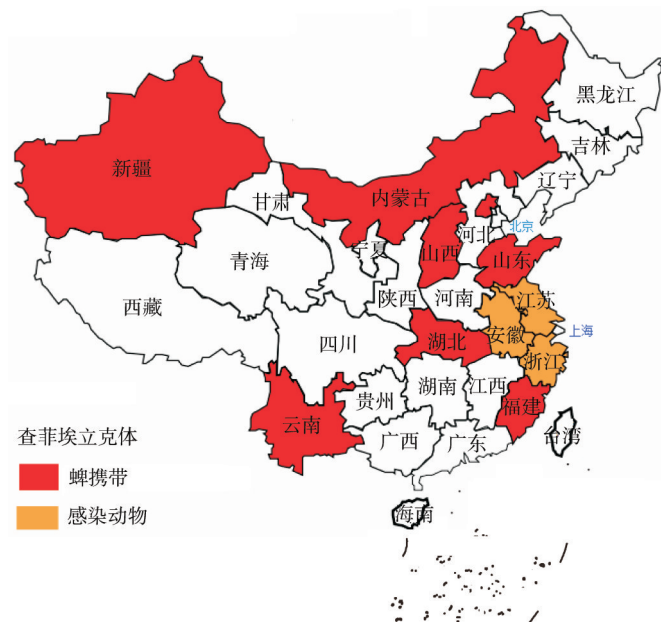 黑龙江
吉林
新疆
辽宁
内蒙古
甘肃
北京
河北
宁夏
山西
山东
青海
西藏
陕西
河南
江苏
安徽
上海
四川
湖北
浙江
湖南
江西
贵州
福建
云南
广西
广东
台湾
查菲埃立克体
蜱携带
感染动物
海南